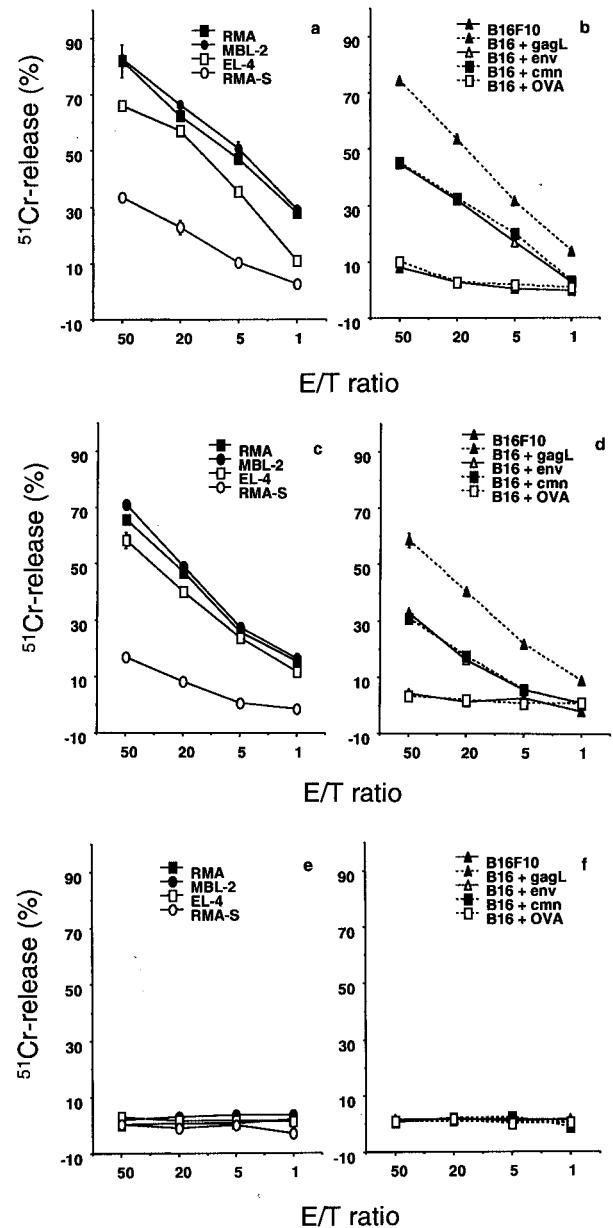 a
RMA
MBL-2
EL-4
RMA-S
51Cr-release (%)
90
70
50
30
10
-10
50 20 5 1
b
B16F10
B16 + gagL
B16 + env
B16 + cmn
B16 + OVA
90
70
50
30
10
-10
50 20 5 1
E/T ratio
c
RMA
MBL-2
EL-4
RMA-S
51Cr-release (%)
90
70
50
30
10
-10
50 20 5 1
d
B16F10
B16 + gagL
B16 + env
B16 + cmn
B16 + OVA
90
70
50
30
10
-10
50 20 5 1
E/T ratio
e
RMA
MBL-2
EL-4
RMA-S
51Cr-release (%)
90
70
50
30
10
-10
50 20 5 1
f
B16F10
B16 + gagL
B16 + env
B16 + cmn
B16 + OVA
90
70
50
30
10
-10
50 20 5 1
E/T ratio